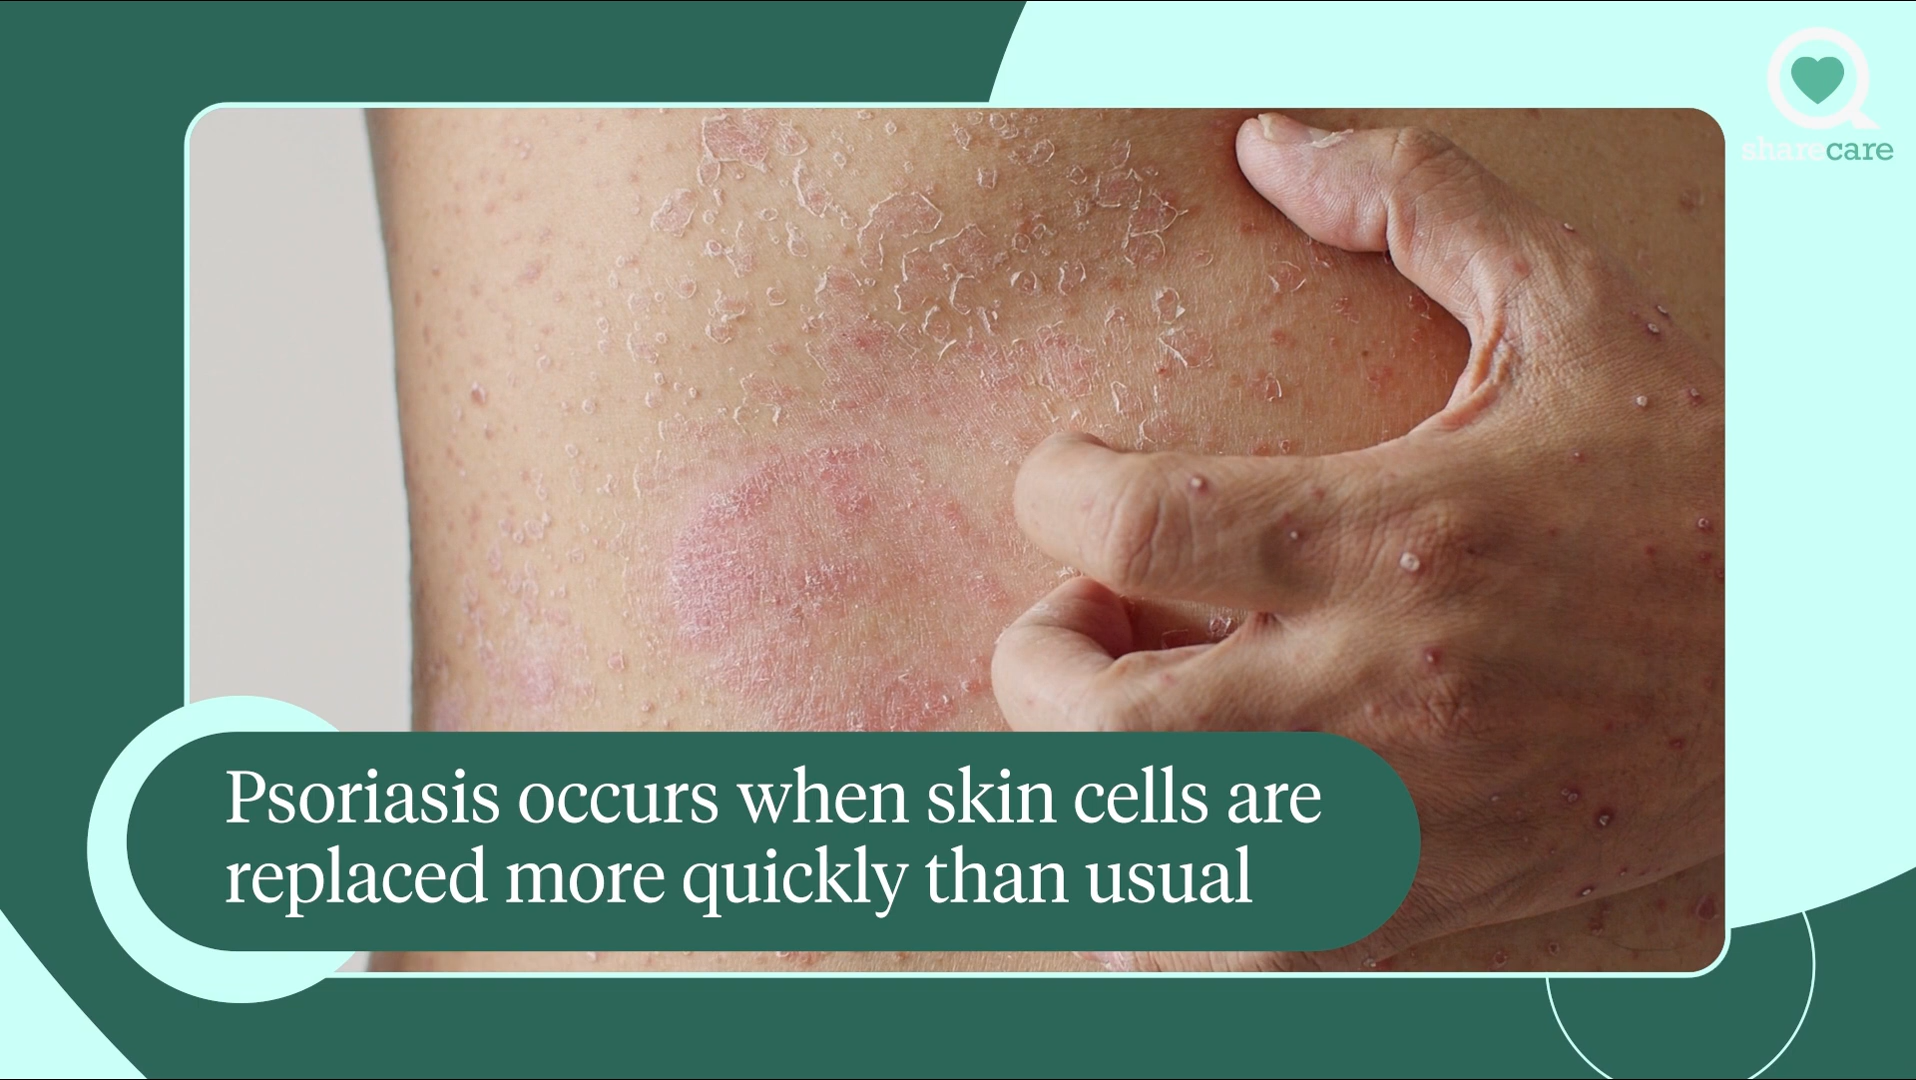 sharecare
Psoriasis occurs when skin cells are
replaced more quickly than usual